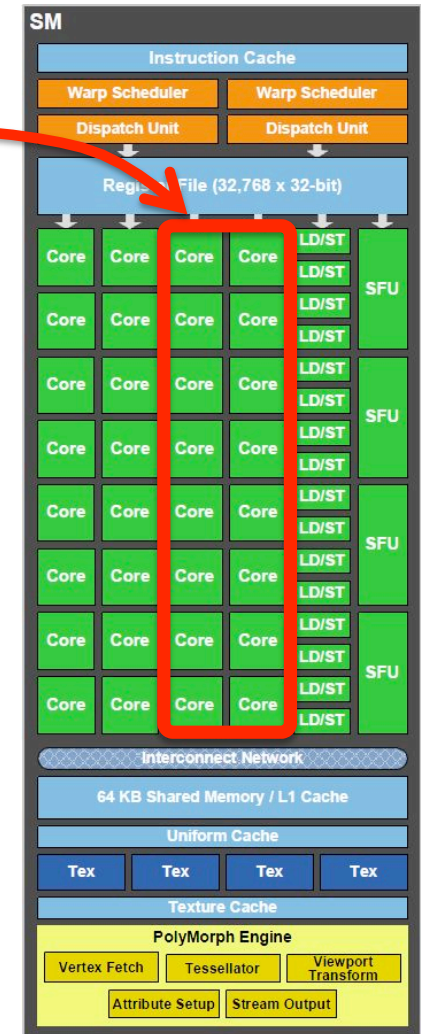 SM
Instruction Cache
Warp Scheduler Warp Scheduler
Dispatch Unit Dispatch Unit
File (32,768 x 32-bit)
Core Core Core Core LD/ST
LD/ST
SFU
Core Core Core Core LD/ST
LD/ST
Core Core Core Core LD/ST
LD/ST
SFU
Core Core Core Core LD/ST
LD/ST
Core Core Core Core LD/ST
LD/ST
SFU
Core Core Core Core LD/ST
LD/ST
Core Core Core Core LD/ST
LD/ST
SFU
Core Core Core Core LD/ST
LD/ST
Interconnect Network
64 KB Shared Memory / L1 Cache
Uniform Cache
Tex Tex Tex Tex
Texture Cache
PolyMorph Engine
Vertex Fetch Tessellator Viewport
Transform
Attribute Setup Stream Output